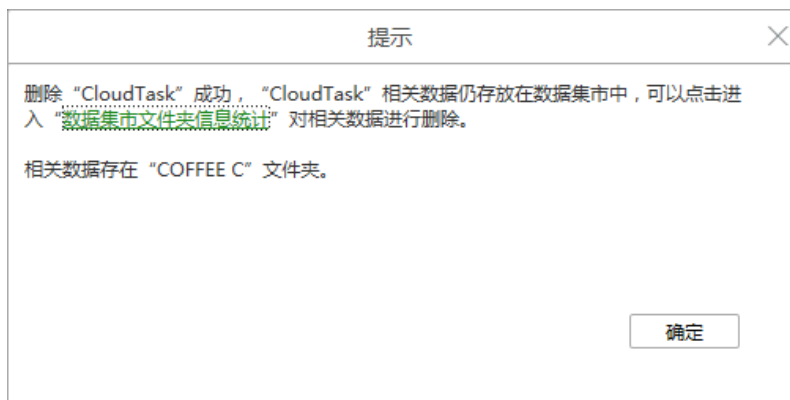 提示
删除“CloudTask”成功，“CloudTask”相关数据仍存放在数据集市中，可以点击进
入“数据集市文件夹信息统计”对相关数据进行删除。
相关数据存在“COFFEE C”文件夹。
确定